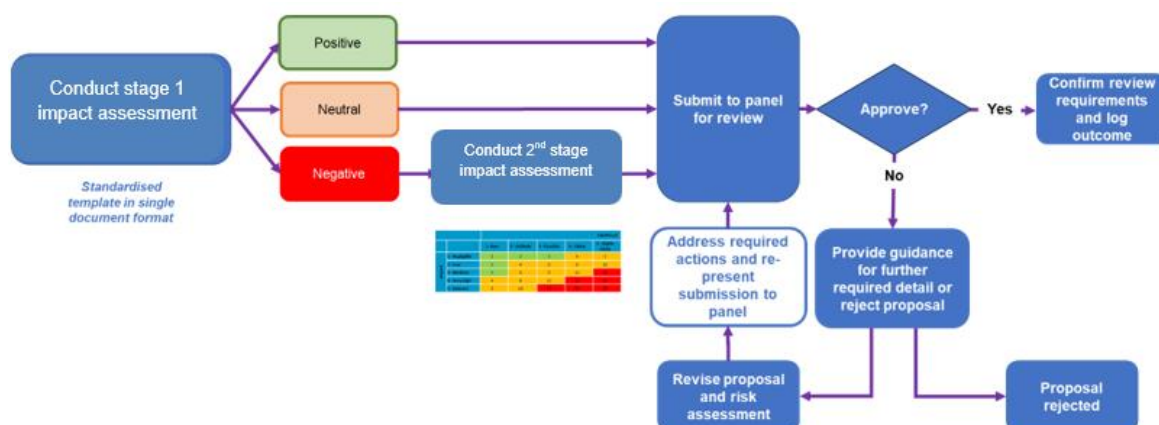 Conduct stage 1
impact assessment
Standardised
template in single
document format
Positive
Neutral
Negative
Conduct 2nd stage
impact assessment
Submit to panel
for review
Approve?
Yes
Confirm review
requirements
and log
outcome
No
Provide guidance
for further
required detail or
reject proposal
Address required
actions and re-
present
submission to
panel
Revise proposal
and risk
assessment
Proposal
rejected